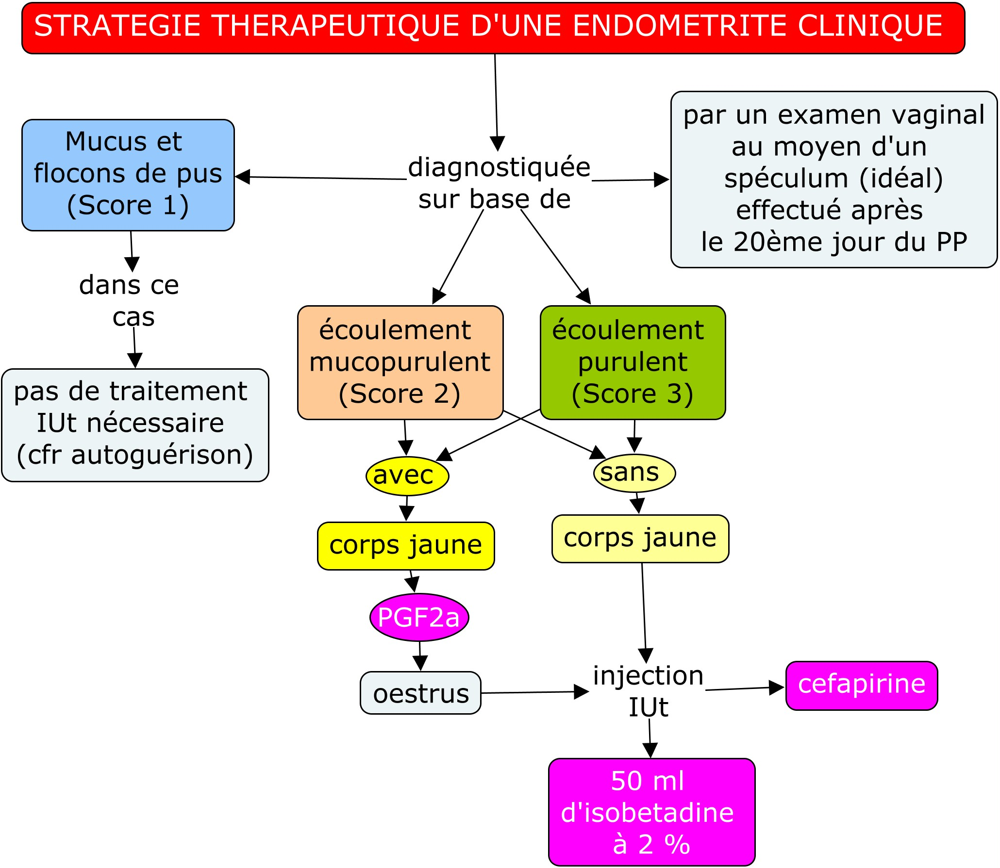 STRATEGIE THERAPEUTIQUE D'UNE ENDOMETRITE CLINIQUE
par un examen vaginal
au moyen d'un
spéculum (idéal)
effectué après
le 20ème jour du PP
Mucus et
flocons de pus
(Score 1)
diagnostiquée
sur base de
dans ce
cas
écoulement
mucopurulent
(Score 2)
écoulement
purulent
(Score 3)
pas de traitement
IUt nécessaire
(cfr autoguérison)
avec
sans
corps jaune
corps jaune
PGF2a
oestrus
injection
IUt
cefapirine
50 ml
d'isobetadine
à 2 %